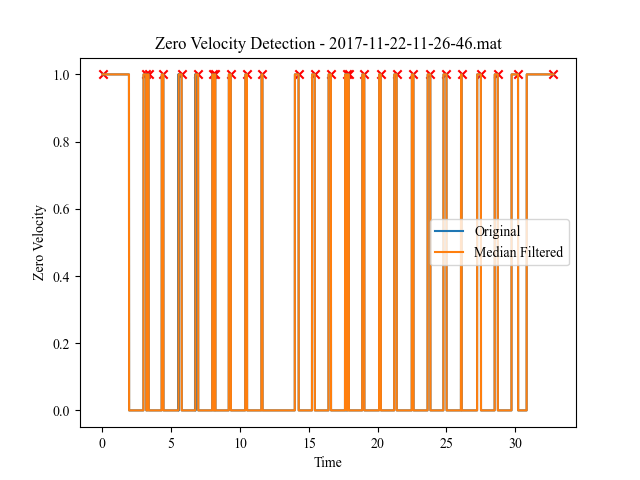 Zero Velocity Detection - 2017-11-22-11-26-46.mat
1.0
0.8
0.6
0.4
0.2
0.0
Zero Velocity
Original
Median Filtered
0 5 10 15 20 25 30
Time